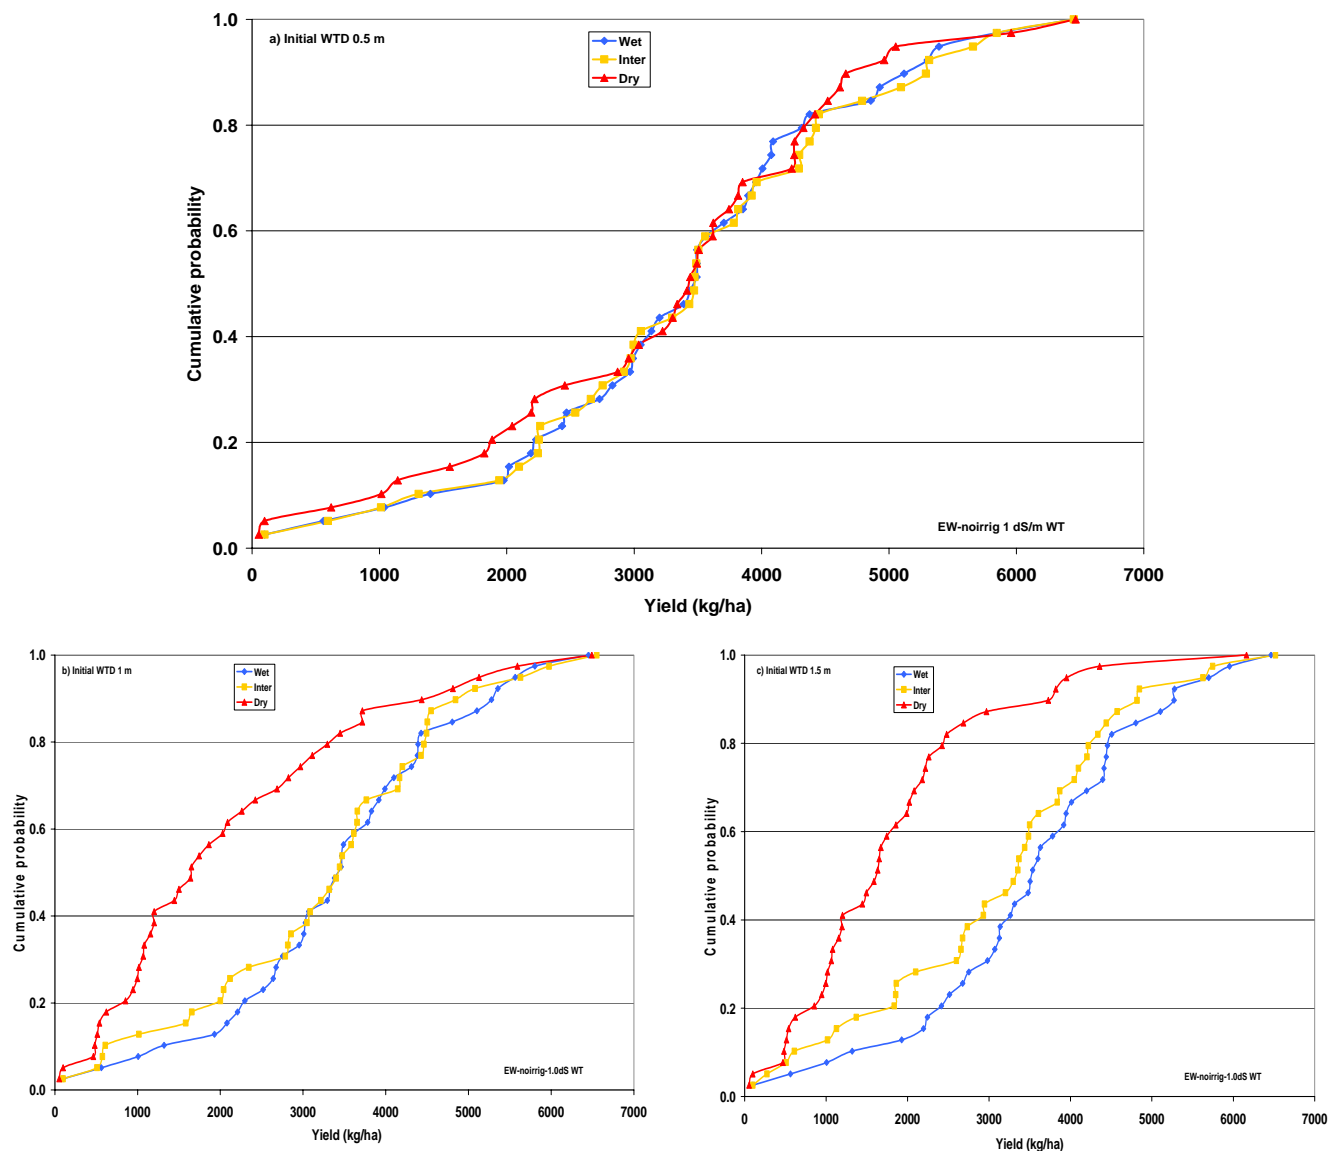 a) Initial WTD 0.5 m
Wet
Inter
Dry
Cumulative probability
1.0
0.8
0.6
0.4
0.2
0.0
EW-noirrig 1 dS/m WT
0 1000 2000 3000 4000 5000 6000 7000
Yield (kg/ha)
b) Initial WTD 1 m
Wet
Inter
Dry
Cumulative probability
1.0
0.8
0.6
0.4
0.2
0.0
EW-noirrig-1.0dS WT
0 1000 2000 3000 4000 5000 6000 7000
Yield (kg/ha)
c) Initial WTD 1.5 m
Wet
Inter
Dry
Cumulative probability
1.0
0.8
0.6
0.4
0.2
0.0
EW-noirrig-1.0dS WT
0 1000 2000 3000 4000 5000 6000 7000
Yield (kg/ha)